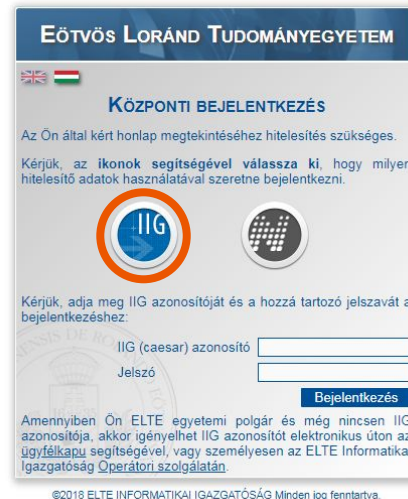 EÖTVÖS LORÁND TUDOMÁNYEGYETEM
KÖZPONTI BEJELENTKEZÉS
Az Ön által kért honlap megtekintéséhez hitelesítés szükséges.
Kérjük, az ikonok segítségével válassza ki, hogy milyen
hitelesítő adatok használatával szeretne bejelentkezni.
IIG
Kérjük, adja meg IIG azonosítóját és a hozzá tartozó jelszavát a
bejelentkezéshez:
IIG (caesar) azonosító
Jelszó
Bejelentkezés
Amennyiben Ön ELTE egyetemi polgár és még nincsen IIG
azonosítója, akkor igényelhet IIG azonosítót elektronikus úton az
ügyfélkapu segítségével, vagy személyesen az ELTE Informatikai
Igazgatóság Operátori szolgálatán.
©2018 ELTE INFORMATIKAI IGAZGATÓSÁG Minden jog fenntartva.